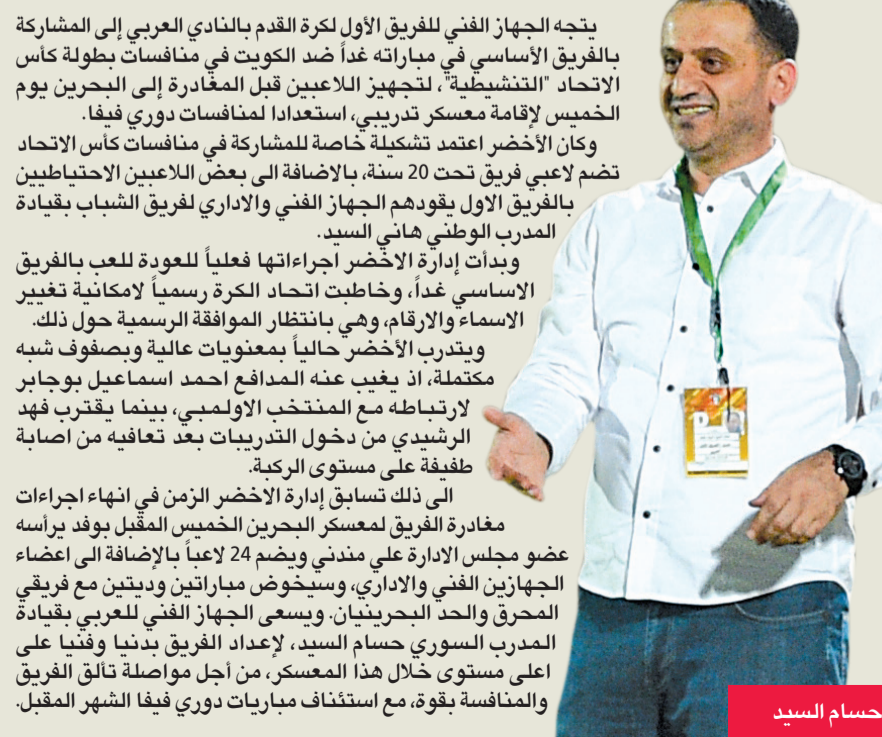 يتجه الجهاز الفني للفريق الأول لكرة القدم بالنادي العربي إلى المشاركة
بالفريق الأساسي في مباراته غداً ضد الكويت في منافسات بطولة كأس
الاتحاد "التنشيطية"، لتجهيز اللاعبين قبل المغادرة إلى البحرين يوم
الخميس لإقامة معسكر تدريبي، استعدادا لمنافسات دوري فيفا.
وكان الأخضر اعتمد تشكيلة خاصة للمشاركة في منافسات كأس الاتحاد
تضم لاعبي فريق تحت 20 سنة، بالاضافة الى بعض اللاعبين الاحتياطيين
بالفريق الاول يقودهم الجهاز الفني والاداري لفريق الشباب بقيادة
المدرب الوطني هاني السيد.
وبدأت إدارة الاخضر اجراءاتها فعلياً للعودة للعب بالفريق
الاساسي غداً، وخاطبت اتحاد الكرة رسمياً لامكانية تغيير
الاسماء والارقام، وهي بانتظار الموافقة الرسمية حول ذلك.
ويتدرب الأخضر حالياً بمعنويات عالية وبصفوف شبه
مكتملة، اذ يغيب عنه المدافع احمد اسماعيل بوجابر
لارتباطه مع المنتخب الاولمبي، بينما يقترب فهد
الرشيدي من دخول التدريبات بعد تعافيه من اصابة
طفيفة على مستوى الركبة.
الى ذلك تسابق إدارة الاخضر الزمن في انهاء اجراءات
مغادرة الفريق لمعسكر البحرين الخميس المقبل بوفد يرأسه
عضو مجلس الادارة علي مندني ويضم 24 لاعباً بالإضافة الى اعضاء
الجهازين الفني والاداري، وسيخوض مباراتين وديتين مع فريقي
المحرق والحد البحرينيان. ويسعى الجهاز الفني للعربي بقيادة
المدرب السوري حسام السيد، لإعداد الفريق بدنيا وفنيا على
اعلى مستوى خلال هذا المعسكر، من أجل مواصلة تألق الفريق
والمنافسة بقوة، مع استئناف مباريات دوري فيفا الشهر المقبل.
حسام السيد